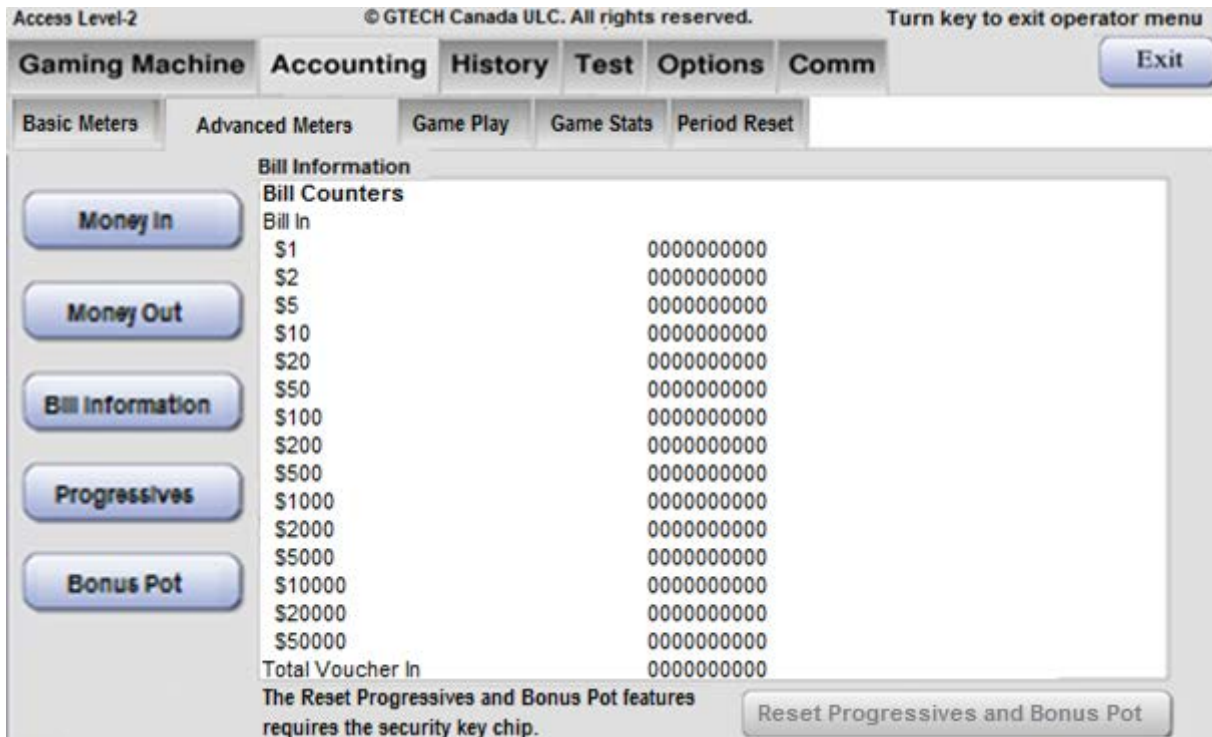 Access Level-2 © GTECH Canada ULC. All rights reserved. Turn key to exit operator menu
Gaming Machine Accounting History Test Options Comm Exit
Basic Meters Advanced Meters Game Play Game Stats Period Reset
Bill Information
Money In
Money Out
Bill Information
Progressives
Bonus Pot
Bill Counters
Bill In
$1 0000000000
$2 0000000000
$5 0000000000
$10 0000000000
$20 0000000000
$50 0000000000
$100 0000000000
$200 0000000000
$500 0000000000
$1000 0000000000
$2000 0000000000
$5000 0000000000
$10000 0000000000
$20000 0000000000
$50000 0000000000
Total Voucher In 0000000000
The Reset Progressives and Bonus Pot features
requires the security key chip.
Reset Progressives and Bonus Pot